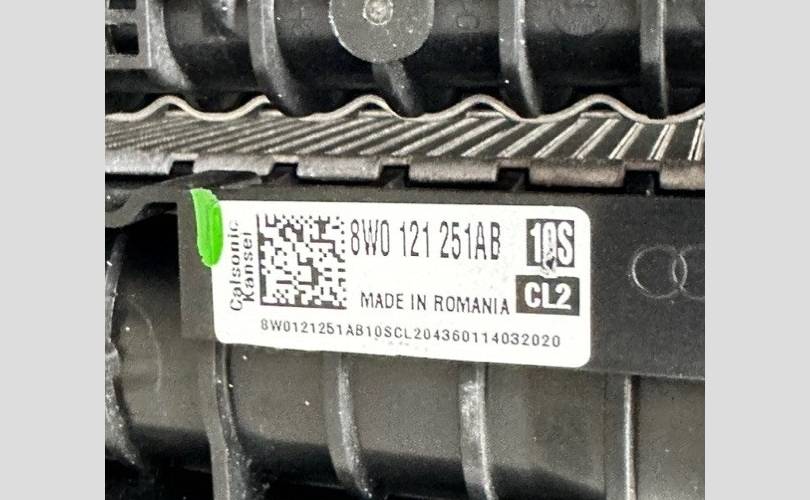 Calsonic
Kansei
8W0 121 251AB
10S
MADE IN ROMANIA
CL2
8W0121251AB10SCL204360114032020